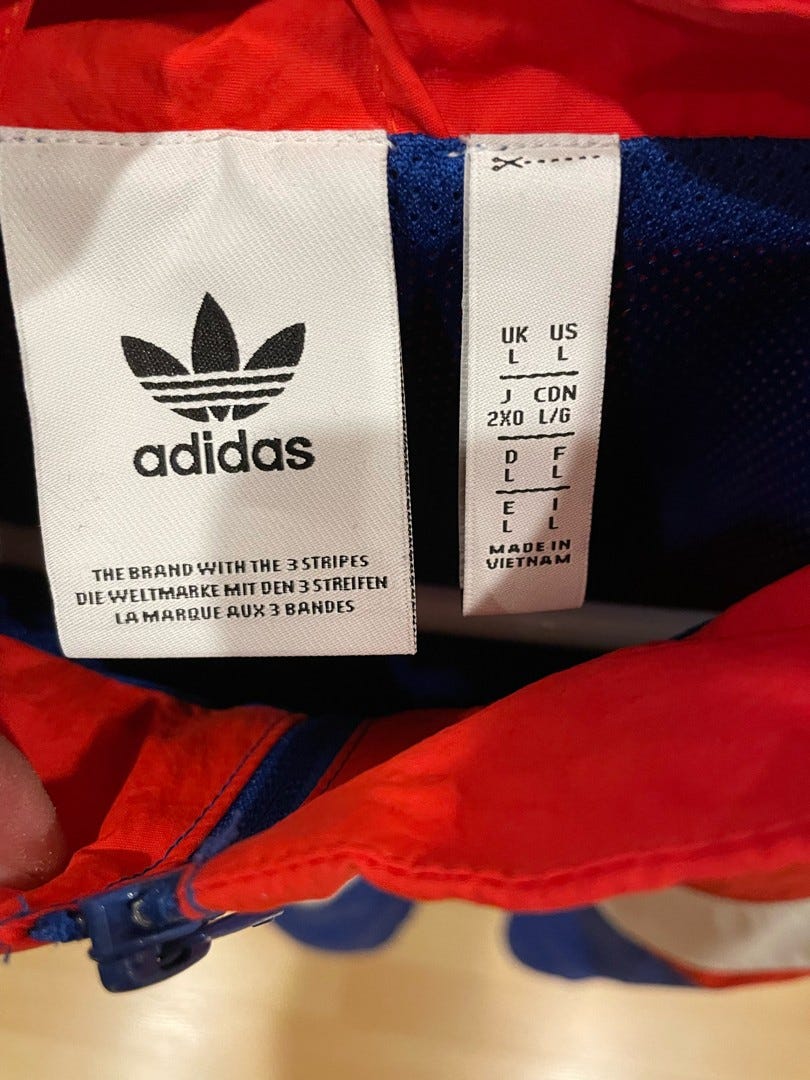 adidas
THE BRAND WITH THE 3 STRIPES
DIE WELTMARKE MIT DEN 3 STREIFEN
LA MARQUE AUX 3 BANDES
UK US
L L
J CDN
2XO L/G
D F
L L
E I
L L
MADE IN
VIETNAM